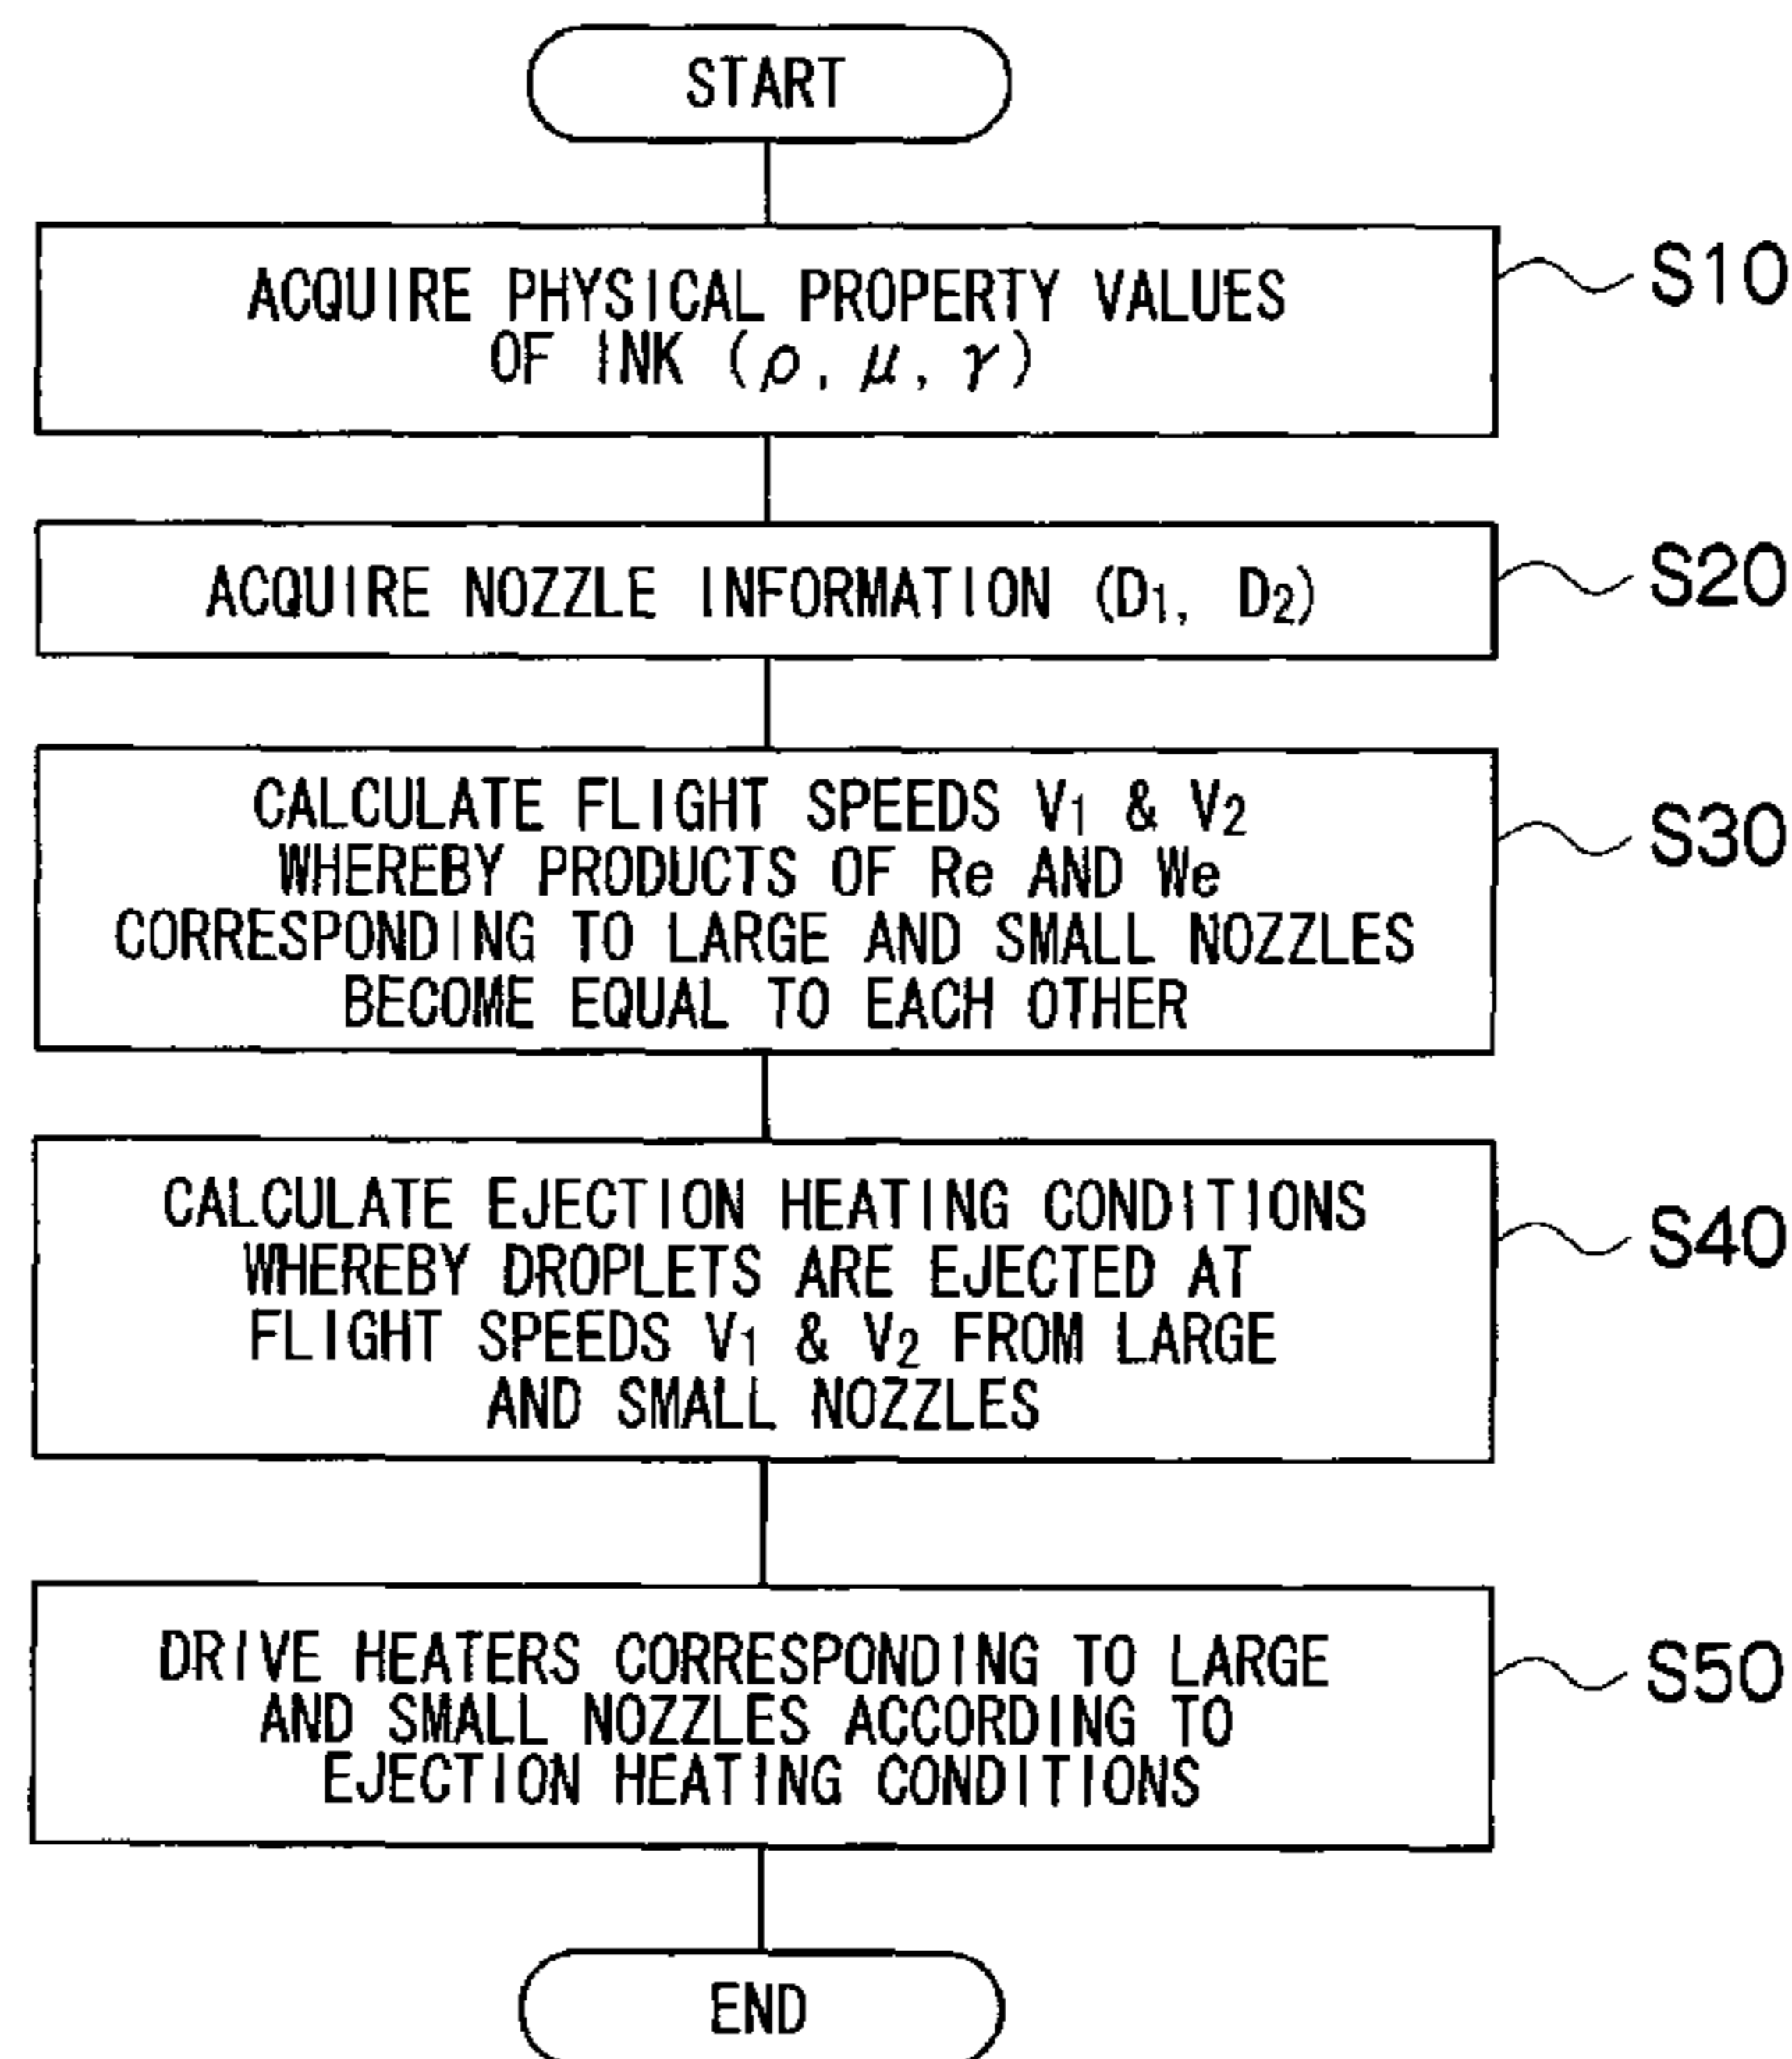 START
ACQUIRE PHYSICAL PROPERTY VALUES
OF INK (ρ, μ, γ)
S10
ACQUIRE NOZZLE INFORMATION (D1, D2)
S20
CALCULATE FLIGHT SPEEDS V1 & V2
WHEREBY PRODUCTS OF Re AND We
CORRESPONDING TO LARGE AND SMALL NOZZLES
BECOME EQUAL TO EACH OTHER
S30
CALCULATE EJECTION HEATING CONDITIONS
WHEREBY DROPLETS ARE EJECTED AT
FLIGHT SPEEDS V1 & V2 FROM LARGE
AND SMALL NOZZLES
S40
DRIVE HEATERS CORRESPONDING TO LARGE
AND SMALL NOZZLES ACCORDING TO
EJECTION HEATING CONDITIONS
S50
END